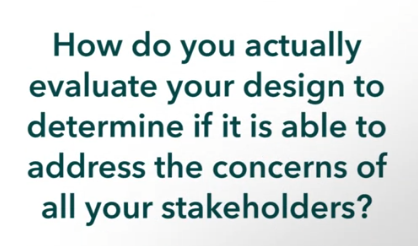 How do you actually
evaluate your design to
determine if it is able to
address the concerns of
all your stakeholders?